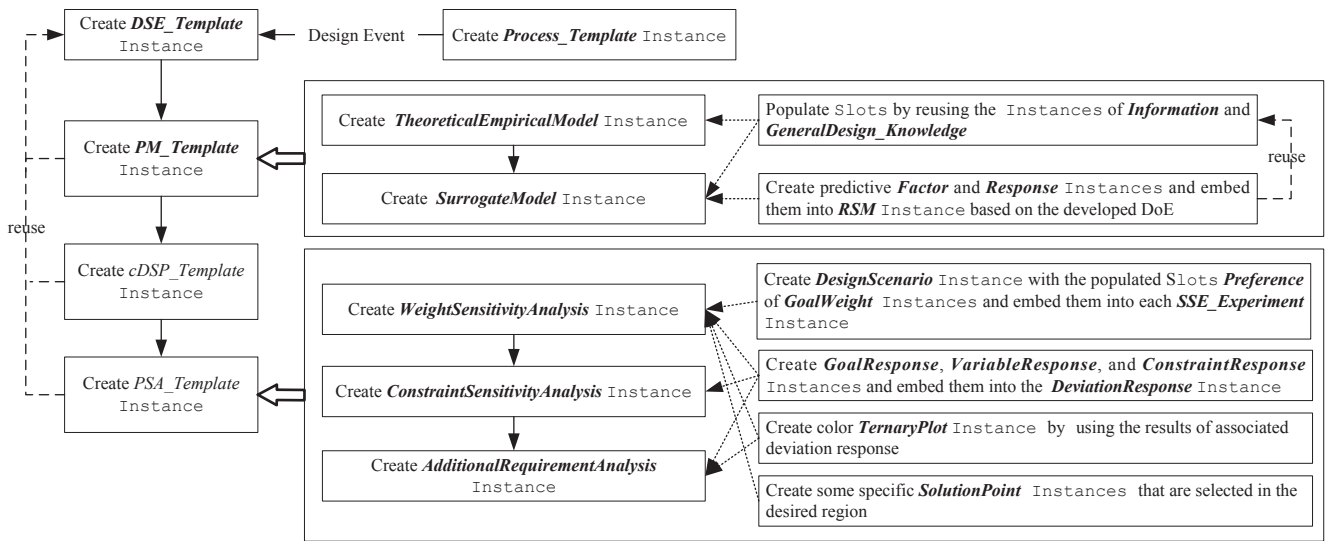 Create DSE_Template
Instance
Design Event
Create Process_Template Instance
Create PM_Template
Instance
Create cDSP_Template
Instance
Create PSA_Template
Instance
reuse
Create TheoreticalEmpiricalModel Instance
Create SurrogateModel Instance
Populate Slots by reusing the Instances of Information and
GeneralDesign_Knowledge
Create predictive Factor and Response Instances and embed
them into RSM Instance based on the developed DoE
reuse
Create WeightSensitivityAnalysis Instance
Create ConstraintSensitivityAnalysis Instance
Create AdditionalRequirementAnalysis
Instance
Create DesignScenario Instance with the populated Slots Preference
of GoalWeight Instances and embed them into each SSE_Experiment
Instance
Create GoalResponse, VariableResponse, and ConstraintResponse
Instances and embed them into the DeviationResponse Instance
Create color TernaryPlot Instance by using the results of associated
deviation response
Create some specific SolutionPoint Instances that are selected in the
desired region